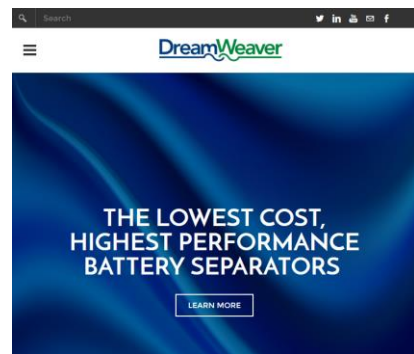 Search
DreamWeaver
THE LOWEST COST,
HIGHEST PERFORMANCE
BATTERY SEPARATORS
LEARN MORE